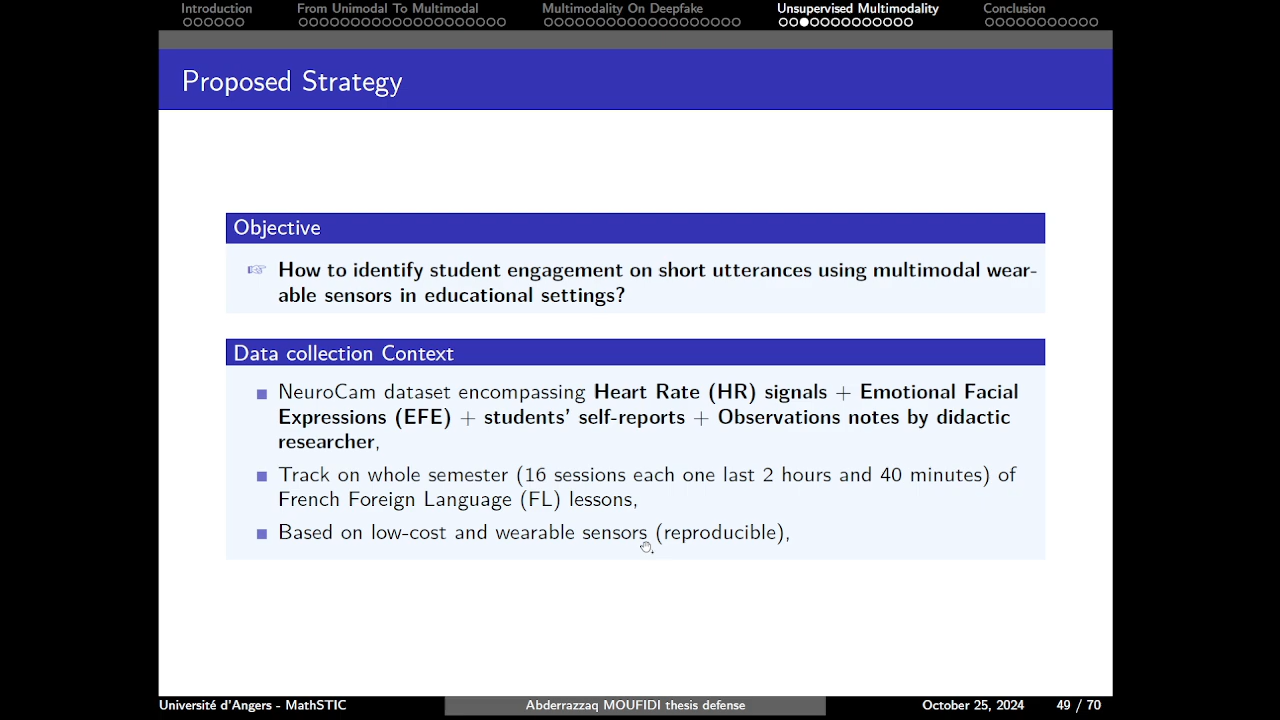 Introduction From Unimodal To Multimodal Multimodality On Deepfake Unsupervised Multimodality Conclusion
Proposed Strategy
Objective
How to identify student engagement on short utterances using multimodal wear-
able sensors in educational settings?
Data collection Context
NeuroCam dataset encompassing Heart Rate (HR) signals + Emotional Facial
Expressions (EFE) + students' self-reports + Observations notes by didactic
researcher,
Track on whole semester (16 sessions each one last 2 hours and 40 minutes) of
French Foreign Language (FL) lessons,
Based on low-cost and wearable sensors (reproducible),
Université d'Angers - MathSTIC Abderrazzaq MOUFIDI thesis defense October 25, 2024 49 / 70